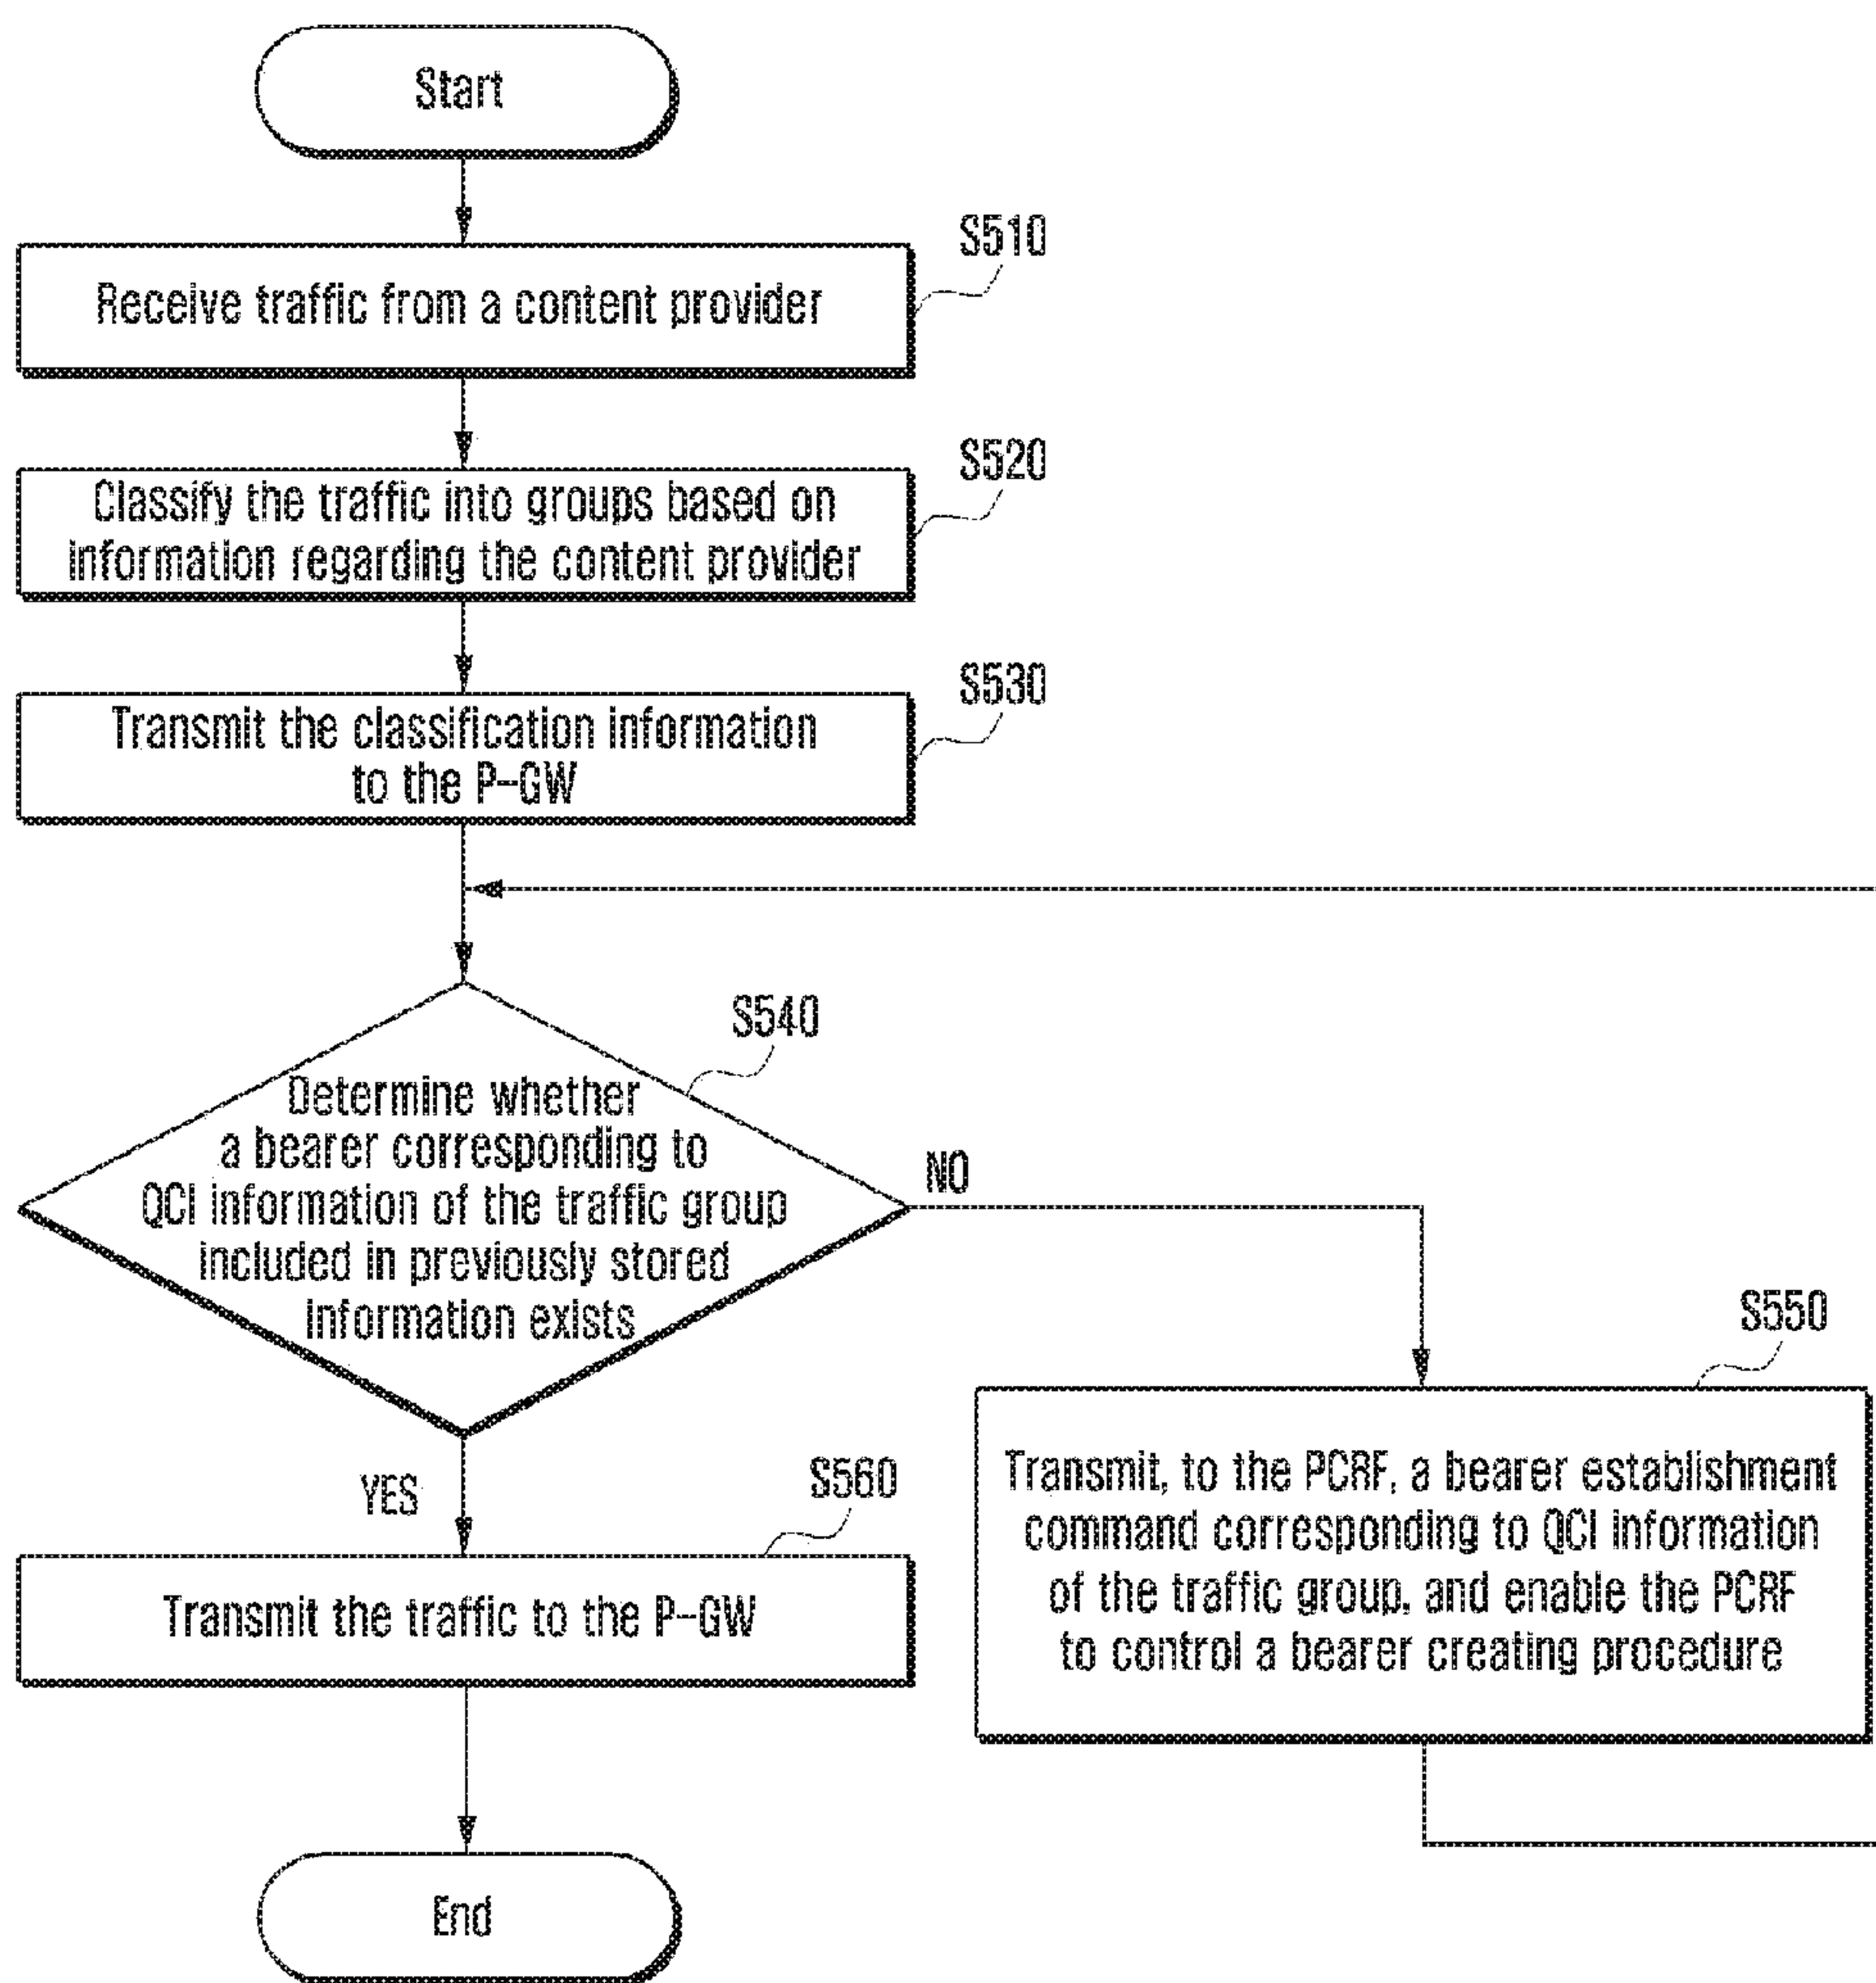 Start
S510
Receive traffic from a content provider
S520
Classify the traffic into groups based on
information regarding the content provider
S530
Transmit the classification information
to the P-GW
S540
Determine whether
a bearer corresponding to
QCI information of the traffic group
included in previously stored
information exists
NO
YES
S550
Transmit, to the PCRF, a bearer establishment
command corresponding to QCI information
of the traffic group, and enable the PCRF
to control a bearer creating procedure
S560
Transmit the traffic to the P-GW
End